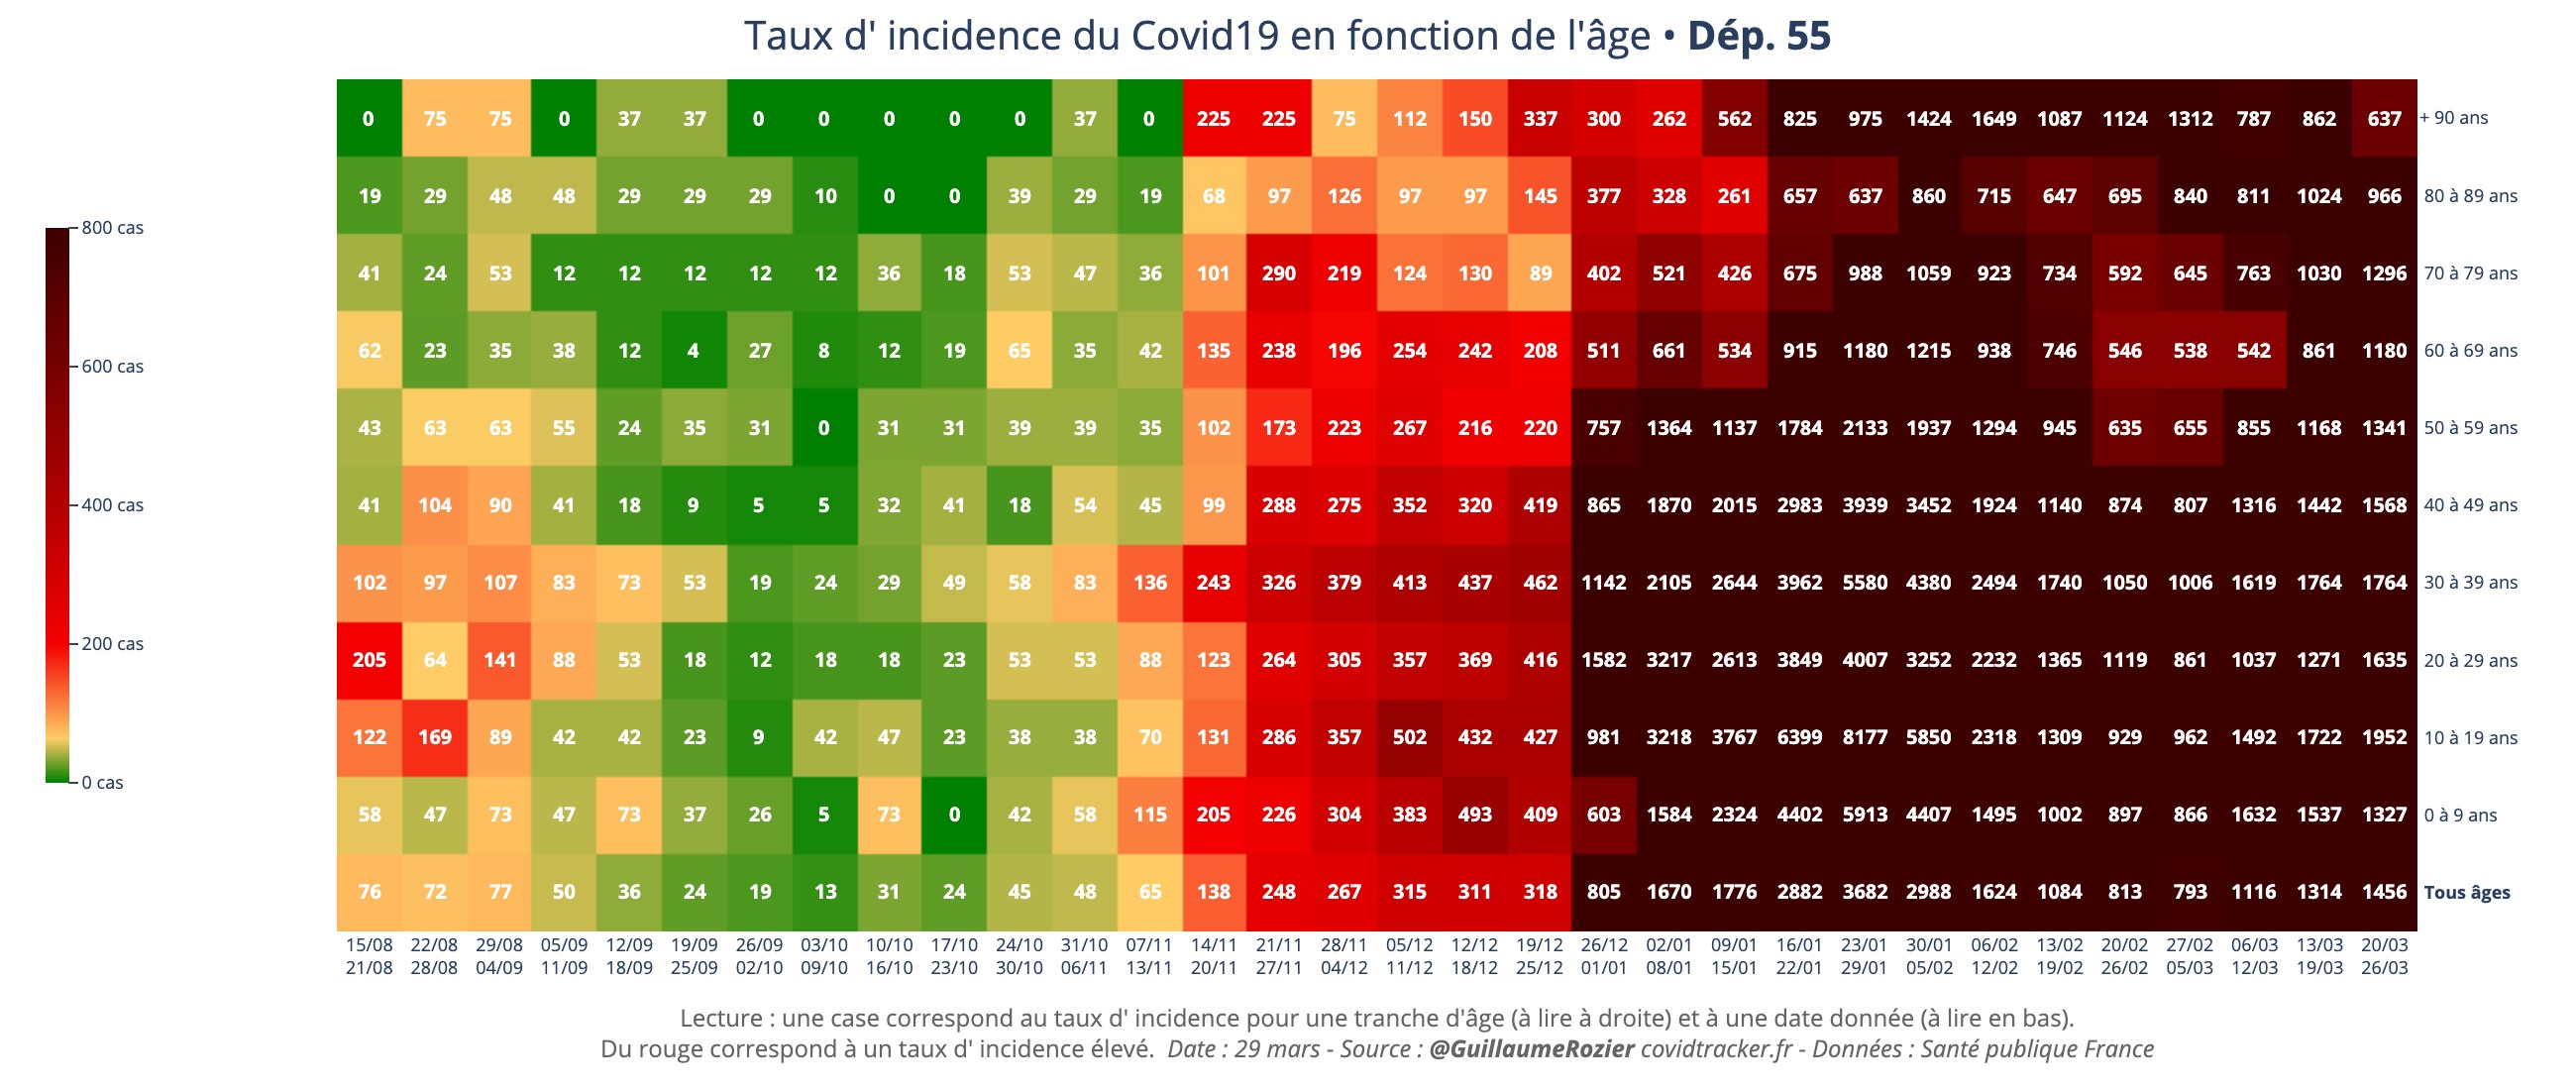 Taux d' incidence du Covid19 en fonction de l'âge • Dép. 55
0 75 75 0 37 37 0 0 0 0 0 37 0 225 225 75 112 150 337 300 262 562 825 975 1424 1649 1087 1124 1312 787 862 637 + 90 ans
19 29 48 48 29 29 29 10 0 0 39 29 19 68 97 126 97 97 145 377 328 261 657 637 860 715 647 695 840 811 1024 966 80 à 89 ans
800 cas
41 24 53 12 12 12 12 12 36 18 53 47 36 101 290 219 124 130 89 402 521 426 675 988 1059 923 734 592 645 763 1030 1296 70 à 79 ans
62 23 35 38 12 4 27 8 12 19 65 35 42 135 238 196 254 242 208 511 661 534 915 1180 1215 938 746 546 538 542 861 1180 60 à 69 ans
600 cas
43 63 63 55 24 35 31 0 31 31 39 39 35 102 173 223 267 216 220 757 1364 1137 1784 2133 1937 1294 945 635 655 855 1168 1341 50 à 59 ans
400 cas
41 104 90 41 18 9 5 5 32 41 18 54 45 99 288 275 352 320 419 865 1870 2015 2983 3939 3452 1924 1140 874 807 1316 1442 1568 40 à 49 ans
102 97 107 83 73 53 19 24 29 49 58 83 136 243 326 379 413 437 462 1142 2105 2644 3962 5580 4380 2494 1740 1050 1006 1619 1764 1764 30 à 39 ans
200 cas
205 64 141 88 53 18 12 18 18 23 53 53 88 123 264 305 357 369 416 1582 3217 2613 3849 4007 3252 2232 1365 1119 861 1037 1271 1635 20 à 29 ans
122 169 89 42 42 23 9 42 47 23 38 38 70 131 286 357 502 432 427 981 3218 3767 6399 8177 5850 2318 1309 929 962 1492 1722 1952 10 à 19 ans
0 cas
58 47 73 47 73 37 26 5 73 0 42 58 115 205 226 304 383 493 409 603 1584 2324 4402 5913 4407 1495 1002 897 866 1632 1537 1327 0 à 9 ans
76 72 77 50 36 24 19 13 31 24 45 48 65 138 248 267 315 311 318 805 1670 1776 2882 3682 2988 1624 1084 813 793 1116 1314 1456 Tous âges
15/08 22/08 29/08 05/09 12/09 19/09 26/09 03/10 10/10 17/10 24/10 31/10 07/11 14/11 21/11 28/11 05/12 12/12 19/12 26/12 02/01 09/01 16/01 23/01 30/01 06/02 13/02 20/02 27/02 06/03 13/03 20/03
21/08 28/08 04/09 11/09 18/09 25/09 02/10 09/10 16/10 23/10 30/10 06/11 13/11 20/11 27/11 04/12 11/12 18/12 25/12 01/01 08/01 15/01 22/01 29/01 05/02 12/02 19/02 26/02 05/03 12/03 19/03 26/03
Lecture : une case correspond au taux d' incidence pour une tranche d'âge (à lire à droite) et à une date donnée (à lire en bas).
Du rouge correspond à un taux d' incidence élevé. Date : 29 mars - Source : @GuillaumeRozier covidtracker.fr - Données : Santé publique France